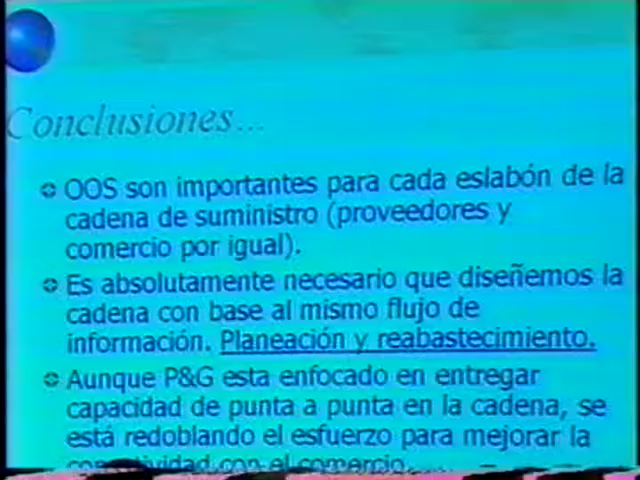 Conclusiones...
OOS son importantes para cada eslabón de la
cadena de suministro (proveedores y
comercio por igual).
Es absolutamente necesario que diseñemos la
cadena con base al mismo flujo de
información. Planeación y reabastecimiento.
Aunque P&G esta enfocado en entregar
capacidad de punta a punta en la cadena, se
está redoblando el esfuerzo para mejorar la
con el comercio.